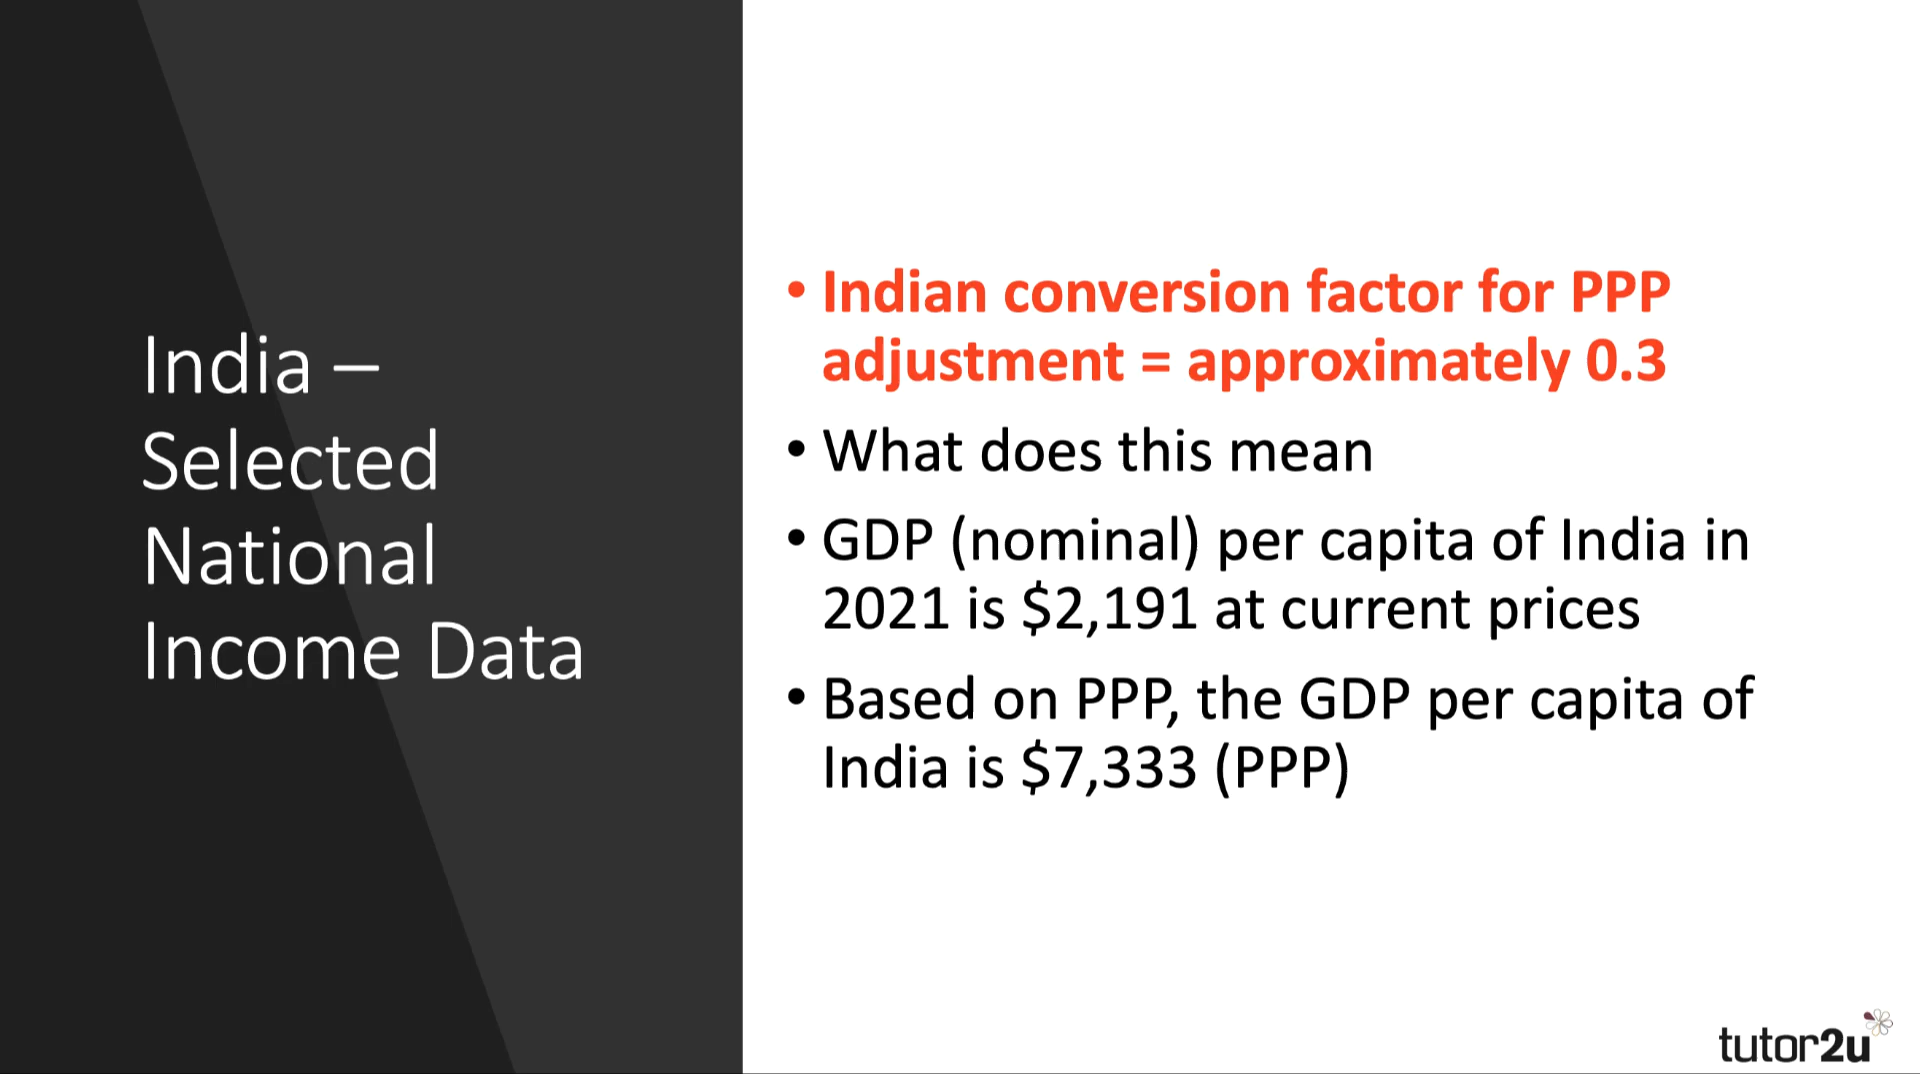 India –
Selected
National
Income Data
• Indian conversion factor for PPP
adjustment = approximately 0.3
• What does this mean
• GDP (nominal) per capita of India in
2021 is $2,191 at current prices
• Based on PPP, the GDP per capita of
India is $7,333 (PPP)
tutor2u